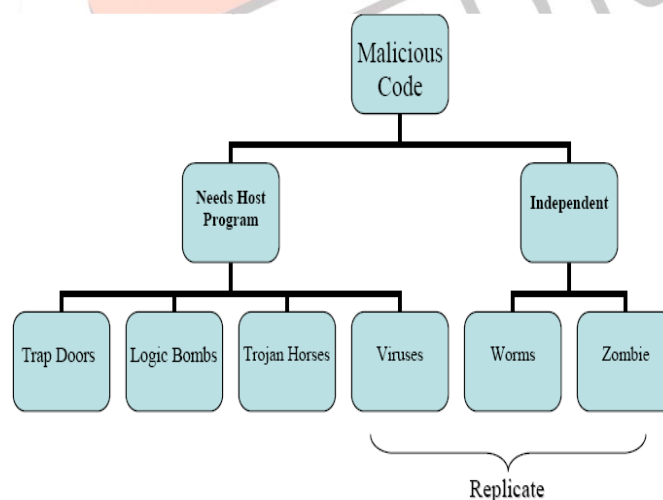 Malicious
Code
Needs Host
Program
Independent
Trap Doors
Logic Bombs
Trojan Horses
Viruses
Worms
Zombie
Replicate